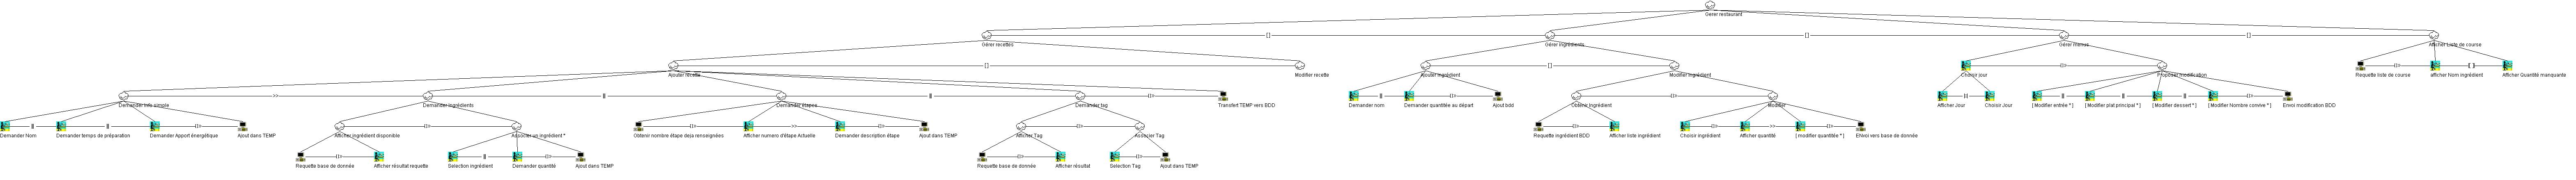 Gérer restaurant
Gérer recettes
[]
Gérer ingrédients
[]
Gérer menus
[]
Afficher Liste de course
Ajouter recette
[]
Modifier recette
Ajouter ingrédient
[]
Modifier ingrédient
Choisir jour
Proposer modification
Requette liste de course
afficher Nom ingrédient
Afficher Quantité manquante
Demander Info simple
>>
Demander ingrédients
|||
Demander étapes
|||
Demander tag
Transfert TEMP vers BDD
Demander nom
Demander quantitée au départ
Ajout bdd
Obtenir ingrédient
Modifier
Afficher Jour
Choisir Jour
[ Modifier entrée * ]
[ Modifier plat principal * ]
[ Modifier dessert * ]
[ Modifier Nombre convive * ]
Envoi modification BDD
Demander Nom
Demander temps de préparation
Demander Apport énergétique
Ajout dans TEMP
Afficher ingrédient disponible
Associer un ingrédient *
Obtenir nombre étape deja renseignées
Afficher numero d'étape Actuelle
>>
Demander description étape
Ajout dans TEMP
Afficher Tag
Associer Tag
Requette ingrédient BDD
Afficher liste ingrédient
Choisir ingrédient
Afficher quantité
>>
[ modifier quantitée * ]
ENvoi vers base de donnée
Requette base de donnée
Afficher résultat requette
Selection ingrédient
Demander quantité
Ajout dans TEMP
Requette base de donnée
Afficher résultat
Selection Tag
Ajout dans TEMP